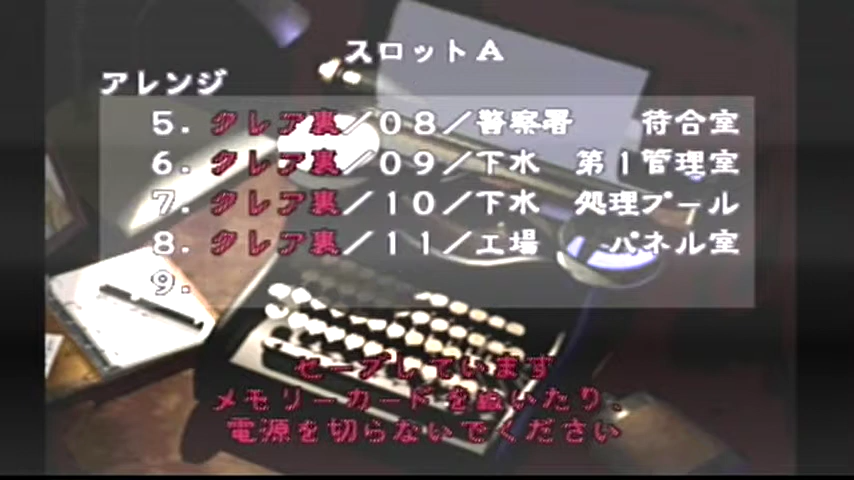 スロットA
アレンジ
5. クレア裏/08/警察署 待合室
6. クレア裏/09/下水 第1管理室
7. クレア裏/10/下水 処理プール
8. クレア裏/11/工場 パネル室
9.
セーブしています
メモリーカードを抜いたり、
電源を切らないでください